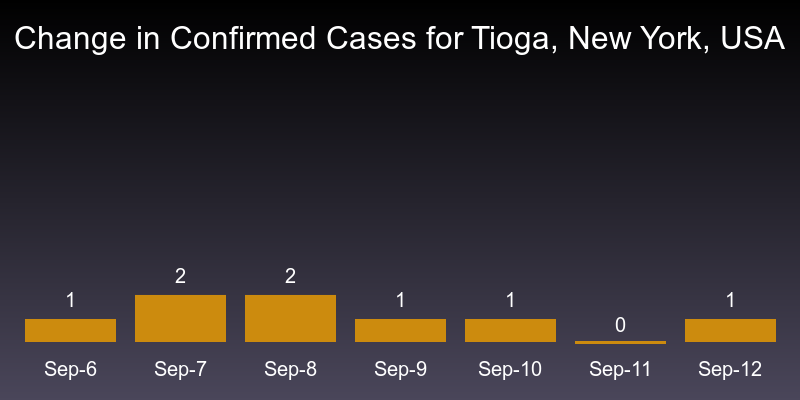 Change in Confirmed Cases for Tioga, New York, USA
1 2 2 1 1 0 1
Sep-6 Sep-7 Sep-8 Sep-9 Sep-10 Sep-11 Sep-12